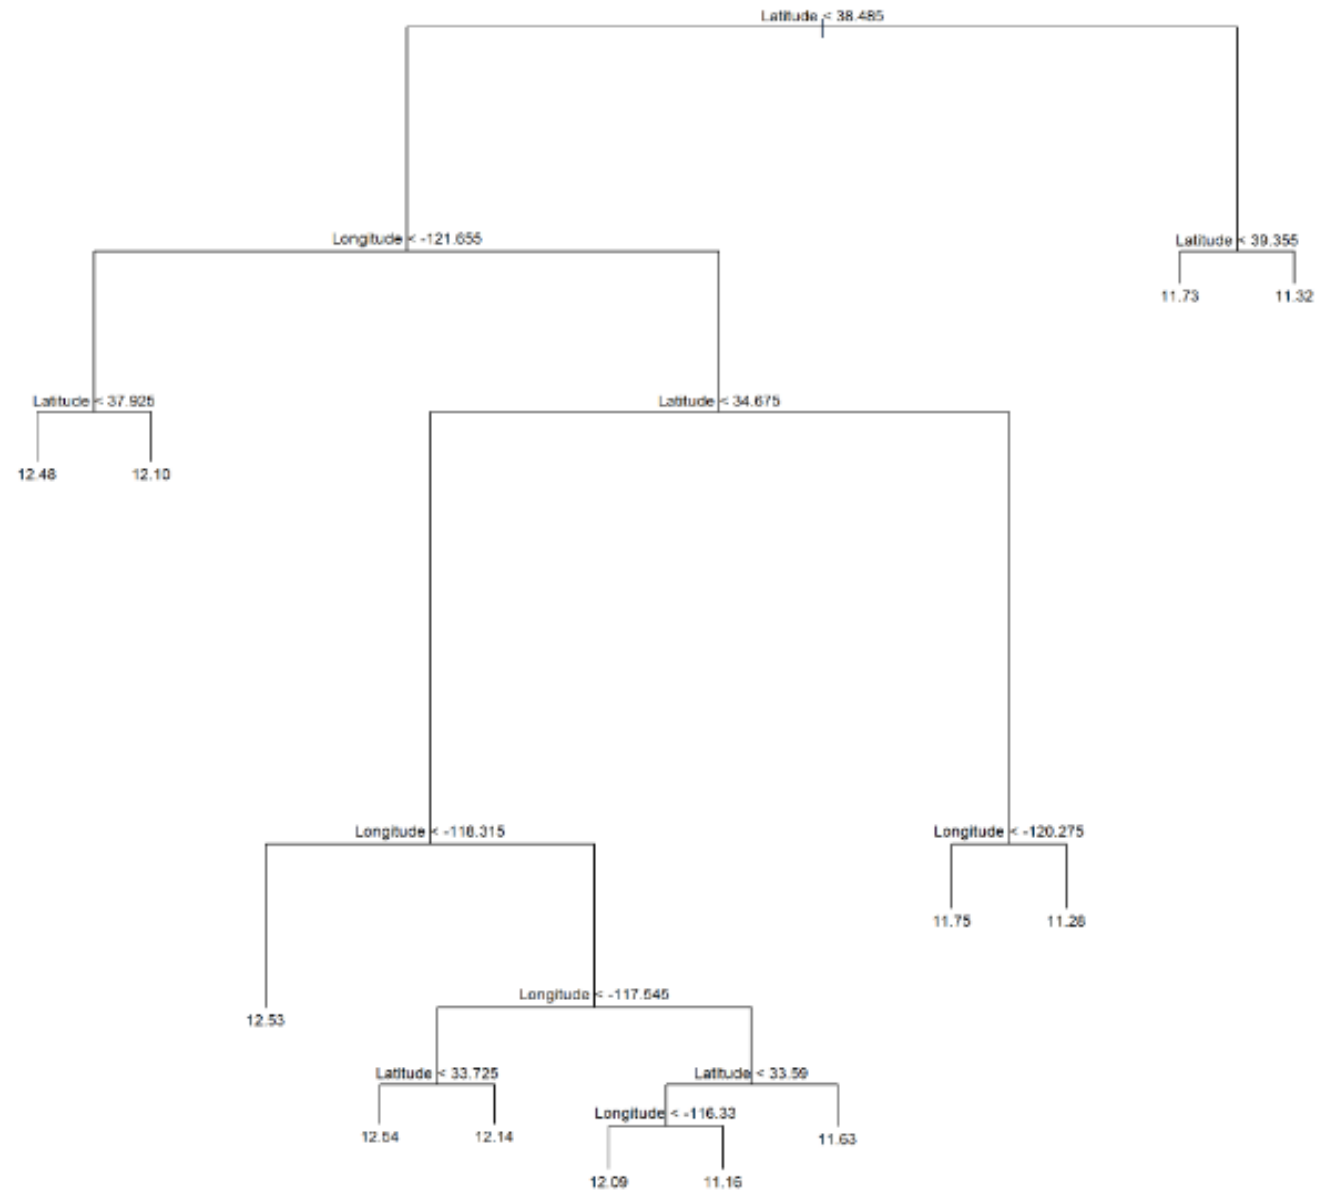 Latitude < 38.485
Longitude < -121.655
Latitude < 39.355
11.73
11.32
Latitude < 37.925
Latitude < 34.675
12.48
12.10
Longitude < -118.315
Longitude < -120.275
11.75
11.28
Longitude < -117.545
12.53
Latitude < 33.725
Latitude < 33.59
Longitude < -116.33
12.54
12.14
11.63
12.09
11.16